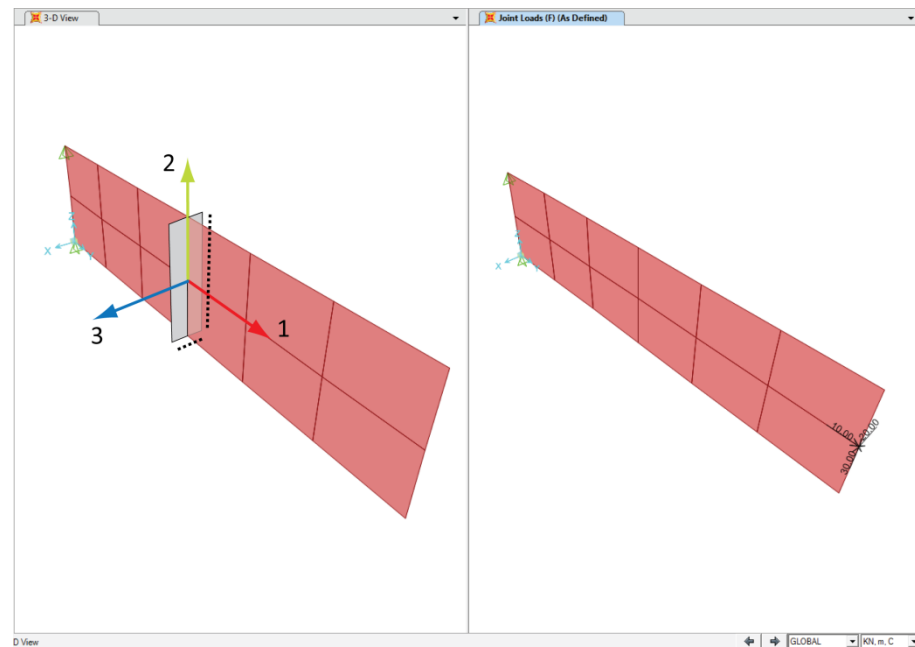 3-D View
Joint Loads (F) (As Defined)
2
3
1
Z
X
Y
Z
X
Y
10.00
20.00
30.00
D View
GLOBAL
KN, m, C